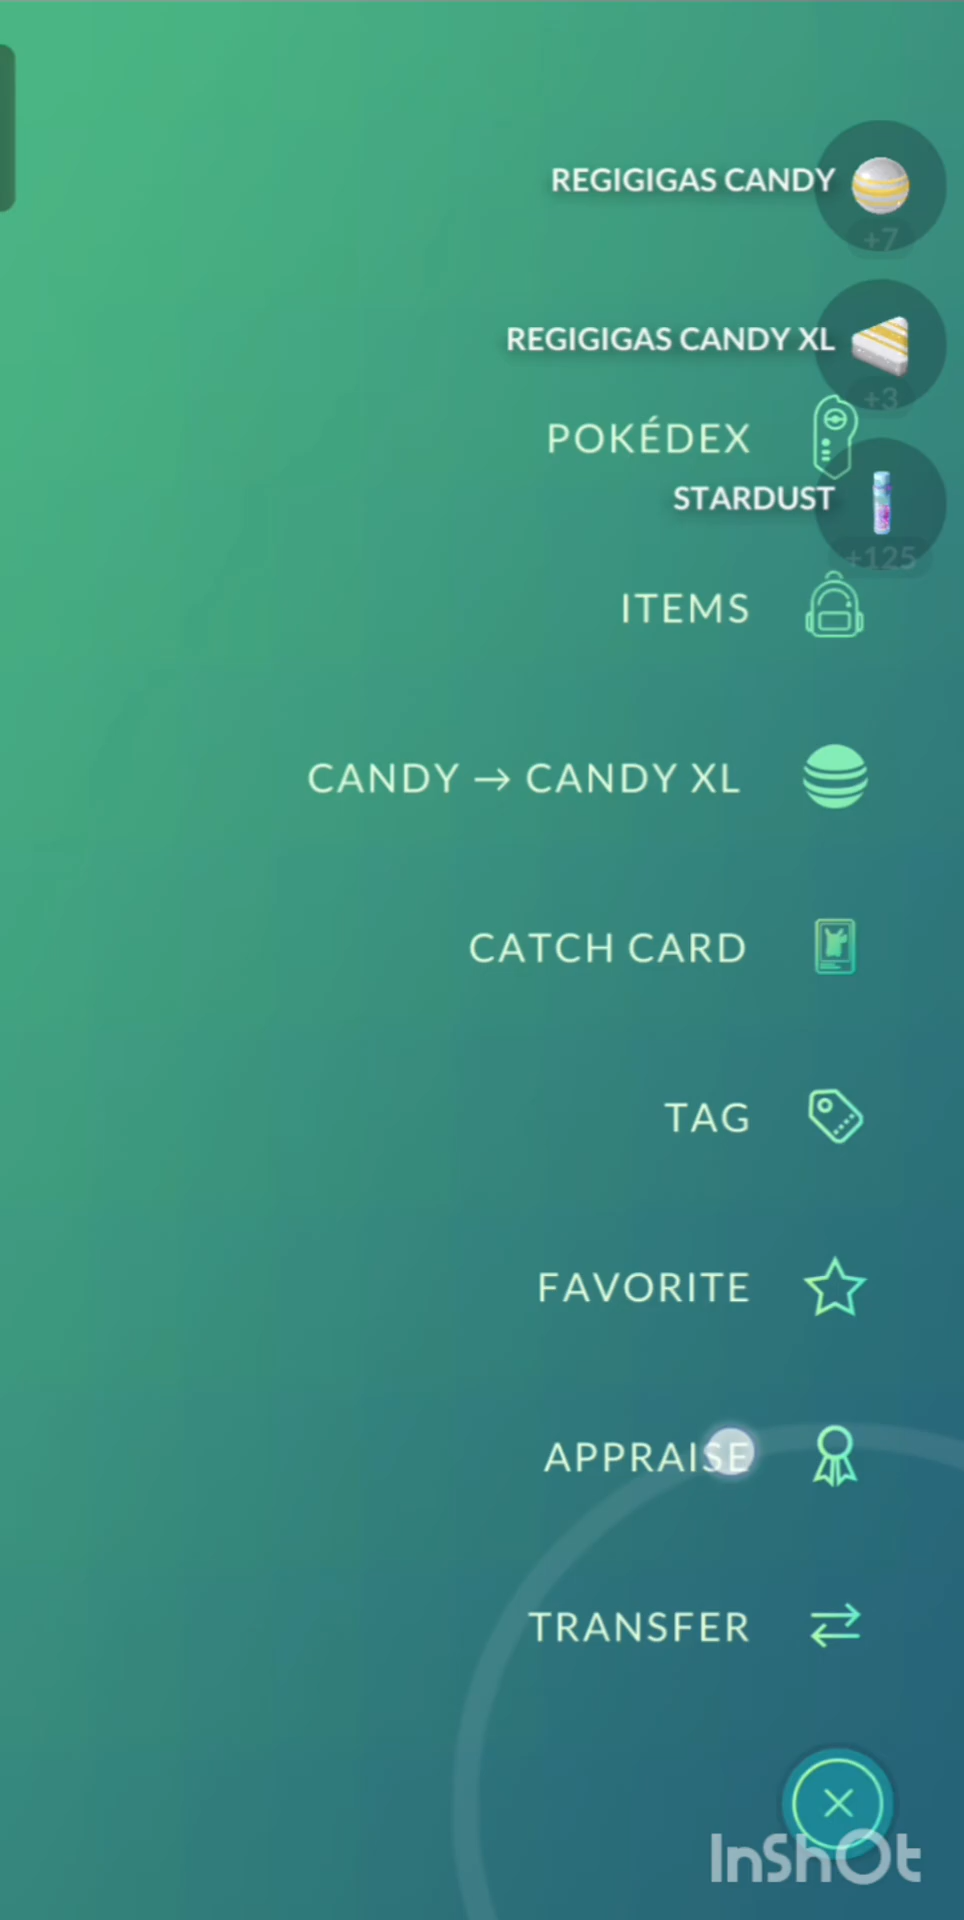 REGIGIGAS CANDY
+7
REGIGIGAS CANDY XL
+3
POKÉDEX
STARDUST
+125
ITEMS
CANDY → CANDY XL
CATCH CARD
TAG
FAVORITE
APPRAISE
TRANSFER
InShOt